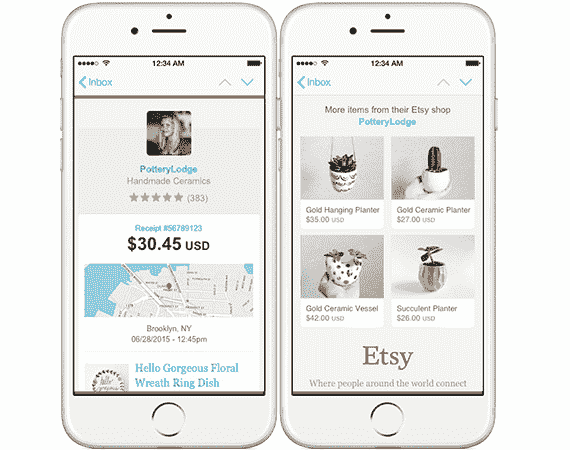 12:34 AM
Inbox
PotteryLodge
Handmade Ceramics
(383)
Receipt #56789123
$30.45 USD
Brooklyn, NY
06/28/2015 • 12:45pm
Hello Gorgeous Floral
Wreath Ring Dish
12:34 AM
Inbox
More items from their Etsy shop
PotteryLodge
Gold Hanging Planter
$35.00 USD
Gold Ceramic Planter
$27.00 USD
Gold Ceramic Vessel
$42.00 USD
Succulent Planter
$26.00 USD
Etsy
Where people around the world connect